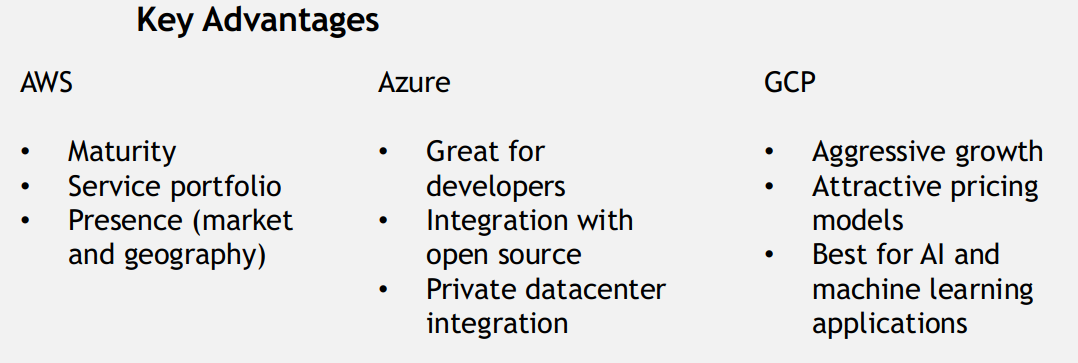 Key Advantages
AWS
• Maturity
• Service portfolio
• Presence (market
and geography)
Azure
• Great for
developers
• Integration with
open source
• Private datacenter
integration
GCP
• Aggressive growth
• Attractive pricing
models
• Best for AI and
machine learning
applications